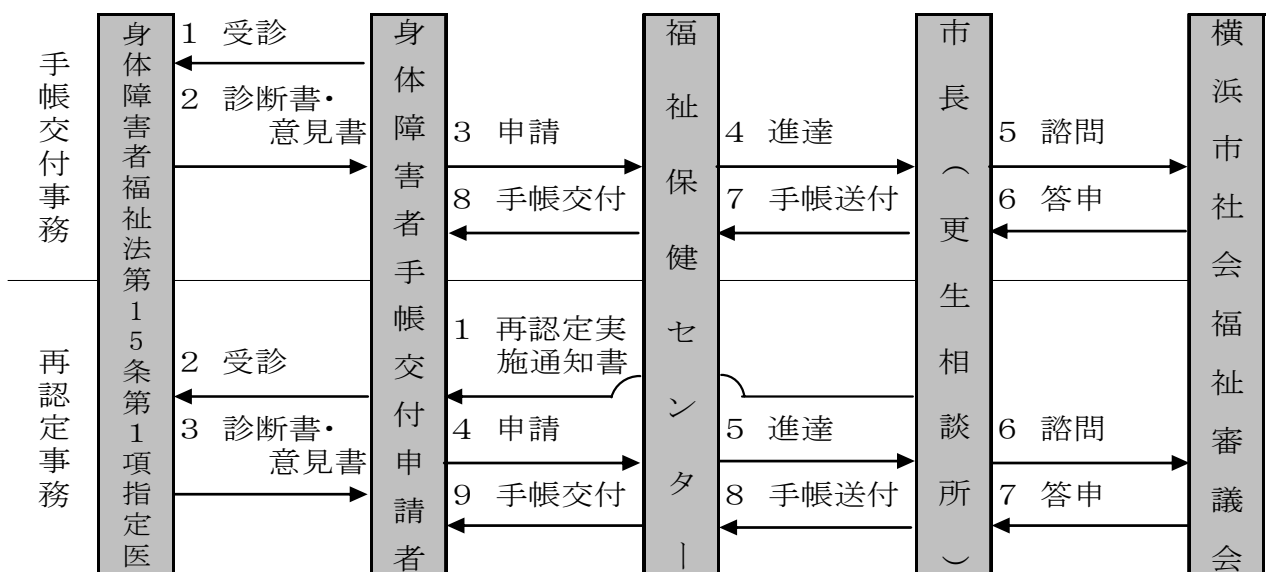 手帳交付事務
再認定事務
身体障害者福祉法第15条第1項指定医
身体障害者手帳交付申請者
福祉保健センター
市長（更生相談所）
横浜市社会福祉審議会
1 受診
2 診断書・
意見書
3 申請
4 進達
5 諮問
8 手帳交付
7 手帳送付
6 答申
1 再認定実
施通知書
2 受診
3 診断書・
意見書
4 申請
5 進達
6 諮問
9 手帳交付
8 手帳送付
7 答申